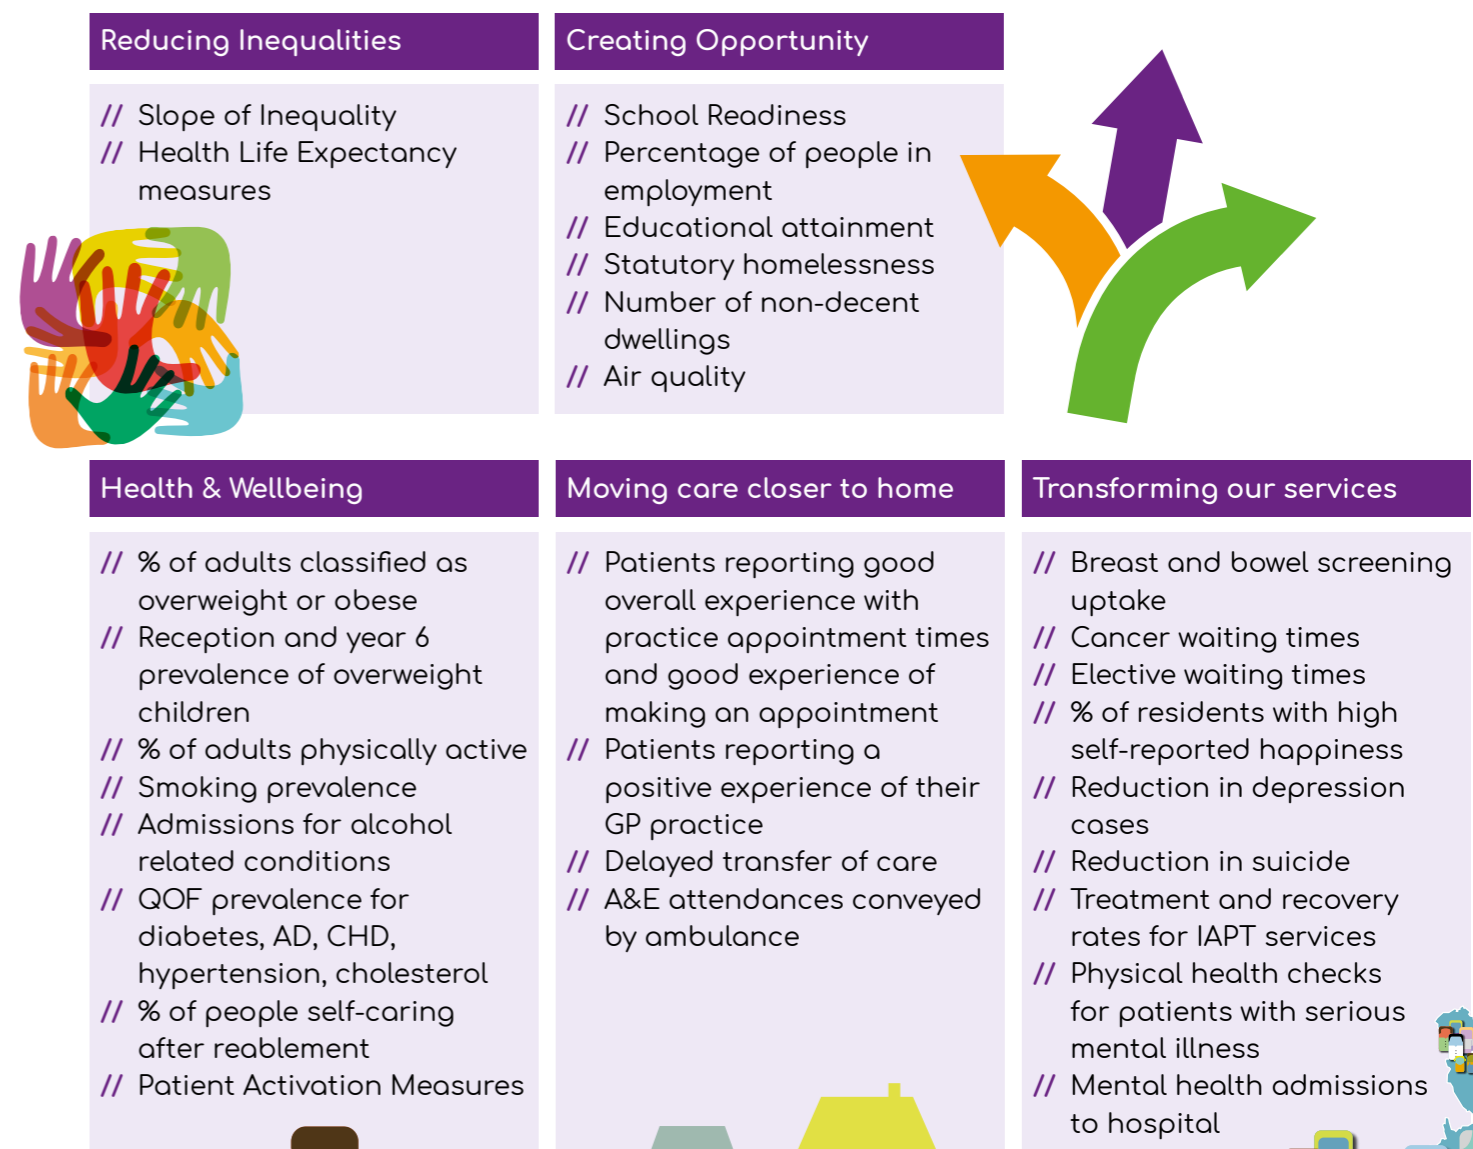 Reducing Inequalities
// Slope of Inequality
// Health Life Expectancy
measures
Creating Opportunity
// School Readiness
// Percentage of people in
employment
// Educational attainment
// Statutory homelessness
// Number of non-decent
dwellings
// Air quality
Health & Wellbeing
// % of adults classified as
overweight or obese
// Reception and year 6
prevalence of overweight
children
// % of adults physically active
// Smoking prevalence
// Admissions for alcohol
related conditions
// QOF prevalence for
diabetes, AD, CHD,
hypertension, cholesterol
// % of people self-caring
after reablement
// Patient Activation Measures
Moving care closer to home
// Patients reporting good
overall experience with
practice appointment times
and good experience of
making an appointment
// Patients reporting a
positive experience of their
GP practice
// Delayed transfer of care
// A&E attendances conveyed
by ambulance
Transforming our services
// Breast and bowel screening
uptake
// Cancer waiting times
// Elective waiting times
// % of residents with high
self-reported happiness
// Reduction in depression
cases
// Reduction in suicide
// Treatment and recovery
rates for IAPT services
// Physical health checks
for patients with serious
mental illness
// Mental health admissions
to hospital